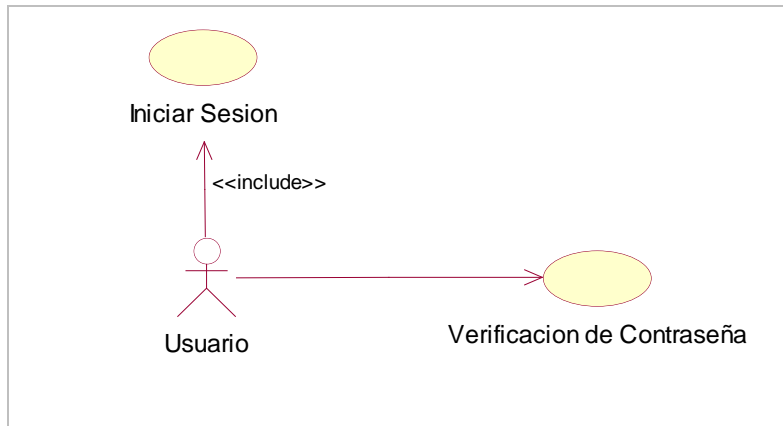 Iniciar Sesion
<<include>>
Usuario
Verificacion de Contraseña